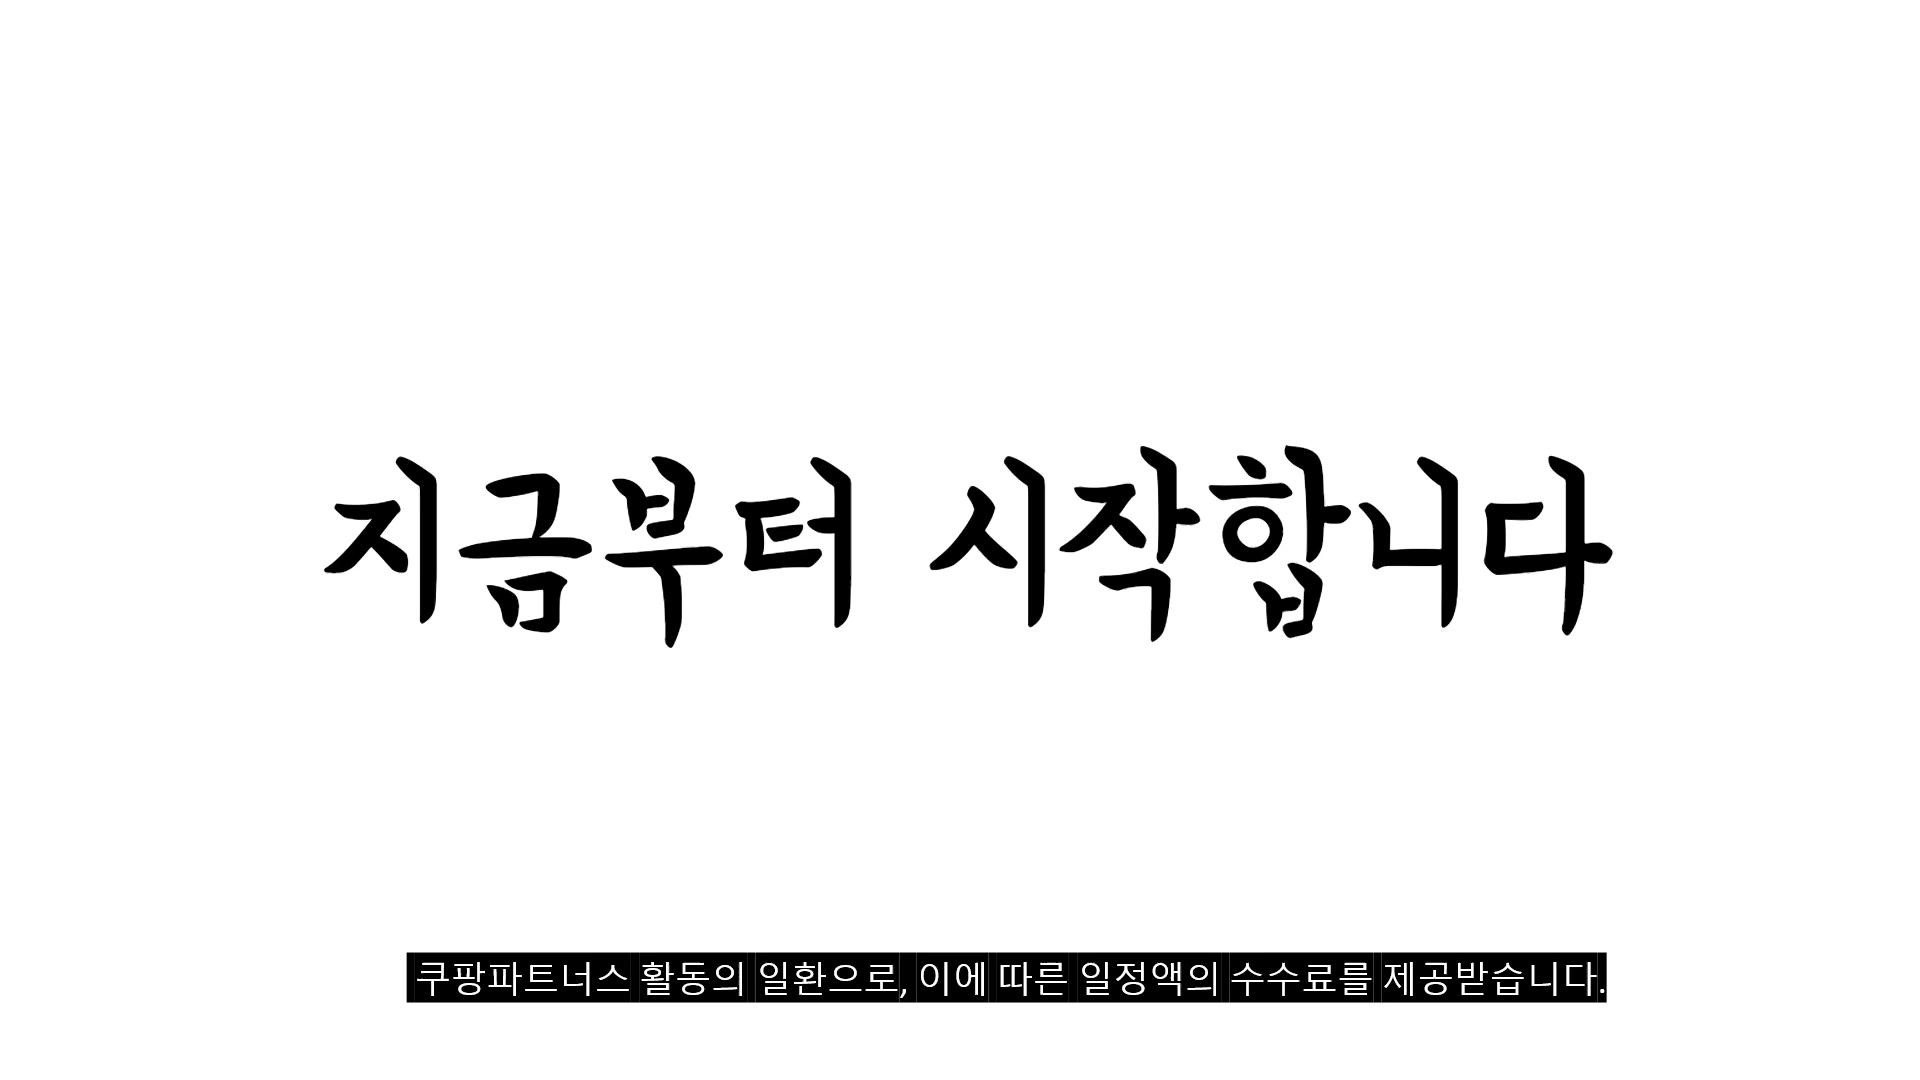 지금부터 시작합니다
쿠팡파트너스 활동의 일환으로, 이에 따른 일정액의 수수료를 제공받습니다.